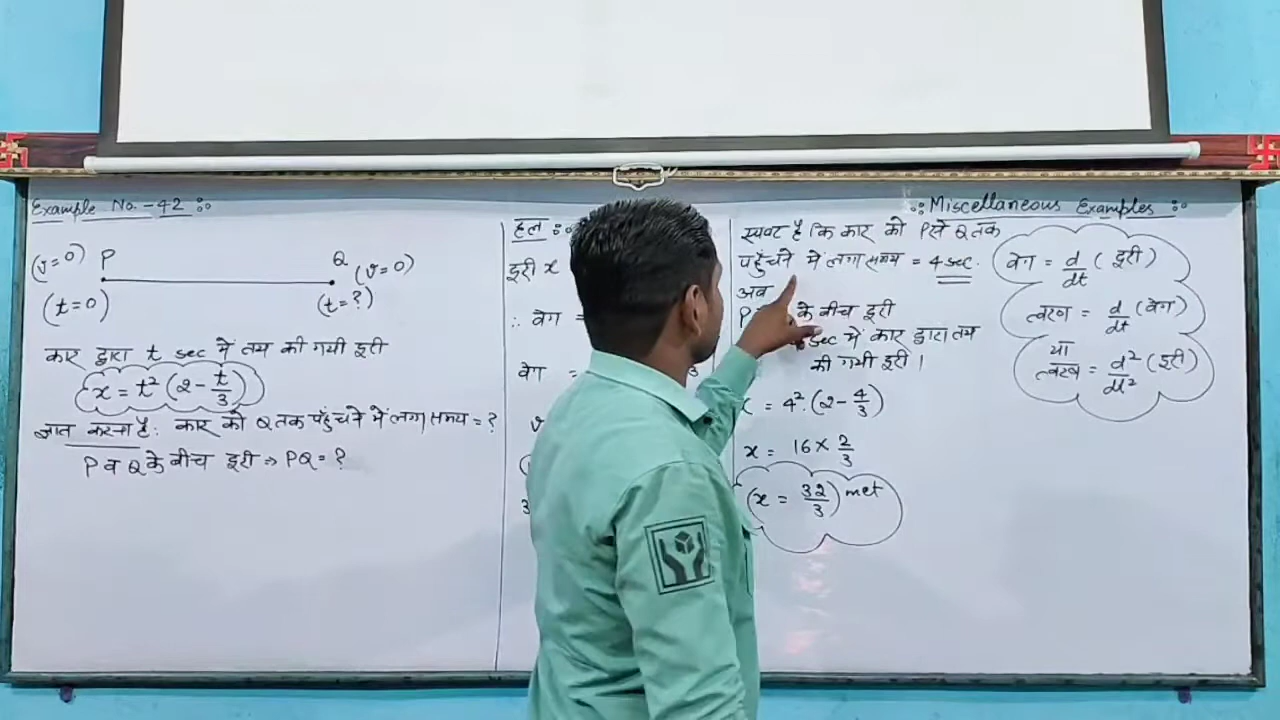 Example No. - 42 :-
(v=0) P Q (v=0)
(t=0) (t=?)
कार द्वारा t sec में तय की गयी दूरी
x = t² (2 - t/3)
ज्ञात करना है: कार को Q तक पहुँचने में लगा समय = ?
P व Q के बीच दूरी ⇒ PQ = ?
हल :-
दूरी x
∴ वेग =
वेग =
3
स्पष्ट है कि कार को P से Q तक
पहुँचने में लगा समय = 4 sec.
अब
P के बीच दूरी
sec में कार द्वारा तय
की गयी दूरी ।
x = 4². (2 - 4/3)
x = 16 × 2/3
(x = 32/3) met
Miscellaneous Examples :-
वेग = d/dt (दूरी)
त्वरण = d/dt (वेग)
या
त्वरण = d²/dt² (दूरी)